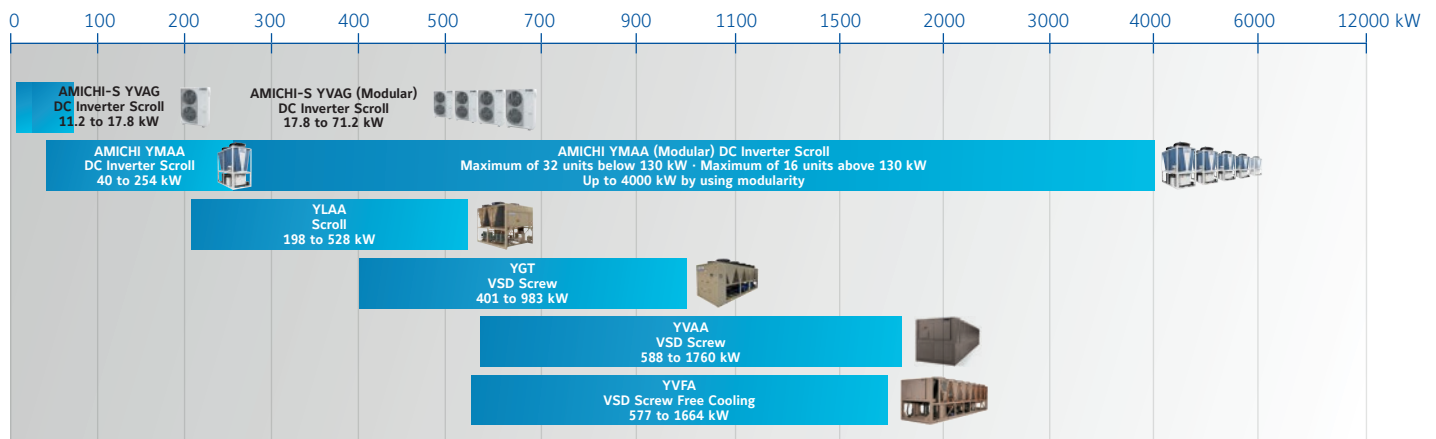 0 100 200 300 400 500 700 900 1100 1500 2000 3000 4000 6000 12000 kW
AMICHI-S YVAG
DC Inverter Scroll
11.2 to 17.8 kW
AMICHI-S YVAG (Modular)
DC Inverter Scroll
17.8 to 71.2 kW
AMICHI YMAA
DC Inverter Scroll
40 to 254 kW
AMICHI YMAA (Modular) DC Inverter Scroll
Maximum of 32 units below 130 kW · Maximum of 16 units above 130 kW
Up to 4000 kW by using modularity
YLAA
Scroll
198 to 528 kW
YGT
VSD Screw
401 to 983 kW
YVAA
VSD Screw
588 to 1760 kW
YVFA
VSD Screw Free Cooling
577 to 1664 kW